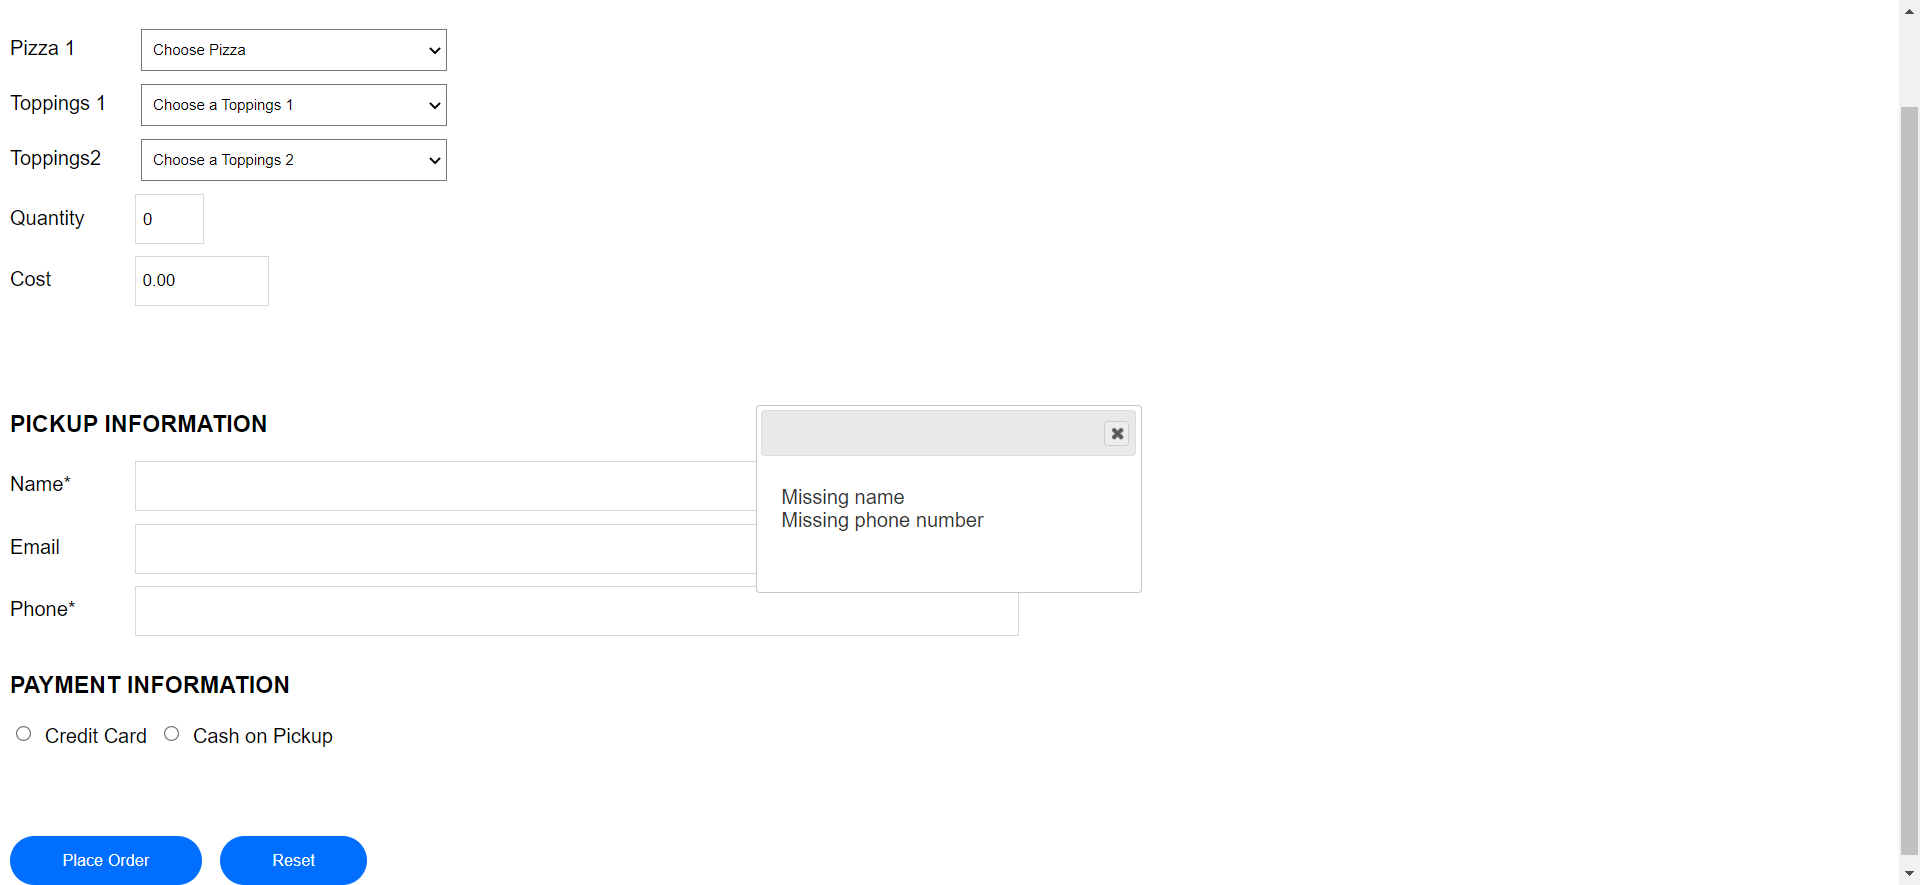 Pizza 1
Choose Pizza
Toppings 1
Choose a Toppings 1
Toppings2
Choose a Toppings 2
Quantity
0
Cost
0.00
PICKUP INFORMATION
Name*
Email
Phone*
Missing name
Missing phone number
PAYMENT INFORMATION
Credit Card Cash on Pickup
Place Order Reset